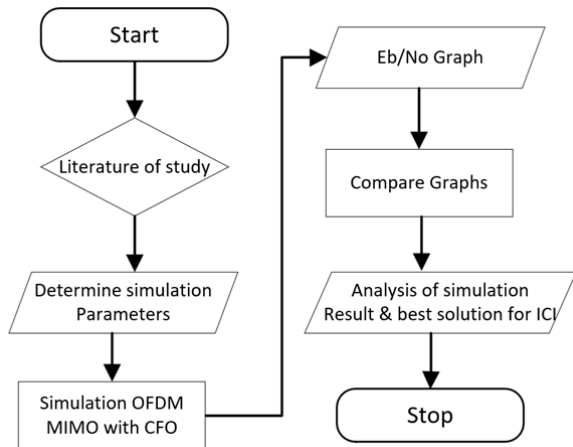 Start
Literature of study
Determine simulation
Parameters
Simulation OFDM
MIMO with CFO
Eb/No Graph
Compare Graphs
Analysis of simulation
Result & best solution for ICI
Stop